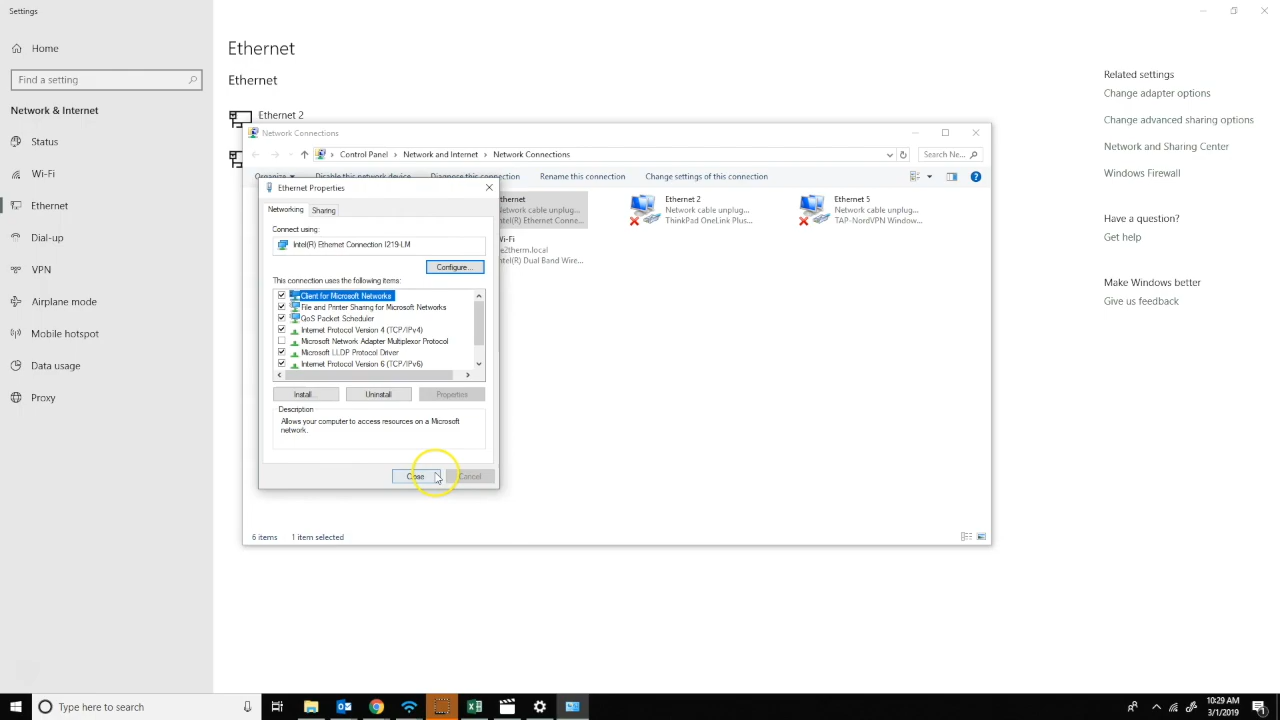 Settings
Home
Find a setting
Network & Internet
Status
Wi-Fi
Ethernet
Dial-up
VPN
Airplane mode
Mobile hotspot
Data usage
Proxy
Ethernet
Ethernet
Ethernet 2
Network Connections
Control Panel › Network and Internet › Network Connections
Search Ne...
Organize Disable this network device Diagnose this connection Rename this connection Change settings of this connection
Ethernet Properties
Networking Sharing
Connect using:
Intel(R) Ethernet Connection I219-LM
Configure...
This connection uses the following items:
Client for Microsoft Networks
File and Printer Sharing for Microsoft Networks
QoS Packet Scheduler
Internet Protocol Version 4 (TCP/IPv4)
Microsoft Network Adapter Multiplexor Protocol
Microsoft LLDP Protocol Driver
Internet Protocol Version 6 (TCP/IPv6)
Install... Uninstall Properties
Description
Allows your computer to access resources on a Microsoft
network.
Close Cancel
thernet
Network cable unplug...
Intel(R) Ethernet Conne...
Ethernet 2
Network cable unplug...
ThinkPad OneLink Plus...
Ethernet 5
Network cable unplug...
TAP-NordVPN Window...
Wi-Fi
e2therm.local
Intel(R) Dual Band Wire...
6 items 1 item selected
Related settings
Change adapter options
Change advanced sharing options
Network and Sharing Center
Windows Firewall
Have a question?
Get help
Make Windows better
Give us feedback
Type here to search
10:29 AM
3/1/2019